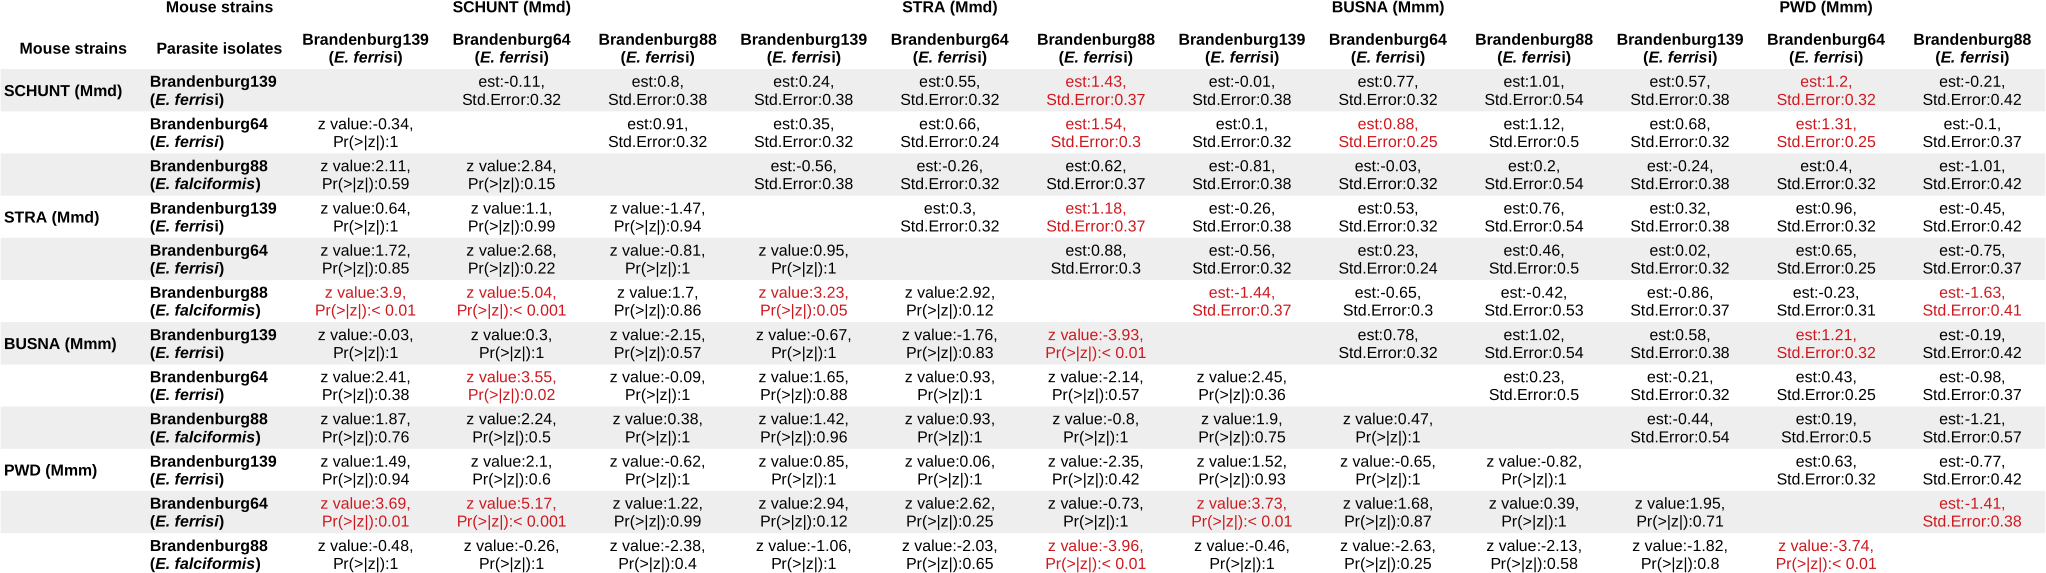 Mouse strains SCHUNT (Mmd) STRA (Mmd) BUSNA (Mmm) PWD (Mmm)
Mouse strains Parasite isolates Brandenburg139 Brandenburg64 Brandenburg88 Brandenburg139 Brandenburg64 Brandenburg88 Brandenburg139 Brandenburg64 Brandenburg88 Brandenburg139 Brandenburg64 Brandenburg88
(E. ferrisi) (E. ferrisi) (E. ferrisi) (E. ferrisi) (E. ferrisi) (E. ferrisi) (E. ferrisi) (E. ferrisi) (E. ferrisi) (E. ferrisi) (E. ferrisi) (E. ferrisi)
SCHUNT (Mmd) Brandenburg139 est:-0.11, est:0.8, est:0.24, est:0.55, est:1.43, est:-0.01, est:0.77, est:1.01, est:0.57, est:1.2, est:-0.21,
(E. ferrisi) Std.Error:0.32 Std.Error:0.38 Std.Error:0.38 Std.Error:0.32 Std.Error:0.37 Std.Error:0.38 Std.Error:0.32 Std.Error:0.54 Std.Error:0.38 Std.Error:0.32 Std.Error:0.42
Brandenburg64 z value:-0.34, est:0.91, est:0.35, est:0.66, est:1.54, est:0.1, est:0.88, est:1.12, est:0.68, est:1.31, est:-0.1,
(E. ferrisi) Pr(>|z|):1 Std.Error:0.32 Std.Error:0.32 Std.Error:0.24 Std.Error:0.3 Std.Error:0.32 Std.Error:0.25 Std.Error:0.5 Std.Error:0.32 Std.Error:0.25 Std.Error:0.37
Brandenburg88 z value:2.11, z value:2.84, est:-0.56, est:-0.26, est:0.62, est:-0.81, est:-0.03, est:0.2, est:-0.24, est:0.4, est:-1.01,
(E. falciformis) Pr(>|z|):0.59 Pr(>|z|):0.15 Std.Error:0.38 Std.Error:0.32 Std.Error:0.37 Std.Error:0.38 Std.Error:0.32 Std.Error:0.54 Std.Error:0.38 Std.Error:0.32 Std.Error:0.42
STRA (Mmd) Brandenburg139 z value:0.64, z value:1.1, z value:-1.47, est:0.3, est:1.18, est:-0.26, est:0.53, est:0.76, est:0.32, est:0.96, est:-0.45,
(E. ferrisi) Pr(>|z|):1 Pr(>|z|):0.99 Pr(>|z|):0.94 Std.Error:0.32 Std.Error:0.37 Std.Error:0.38 Std.Error:0.32 Std.Error:0.54 Std.Error:0.38 Std.Error:0.32 Std.Error:0.42
Brandenburg64 z value:1.72, z value:2.68, z value:-0.81, z value:0.95, est:0.88, est:-0.56, est:0.23, est:0.46, est:0.02, est:0.65, est:-0.75,
(E. ferrisi) Pr(>|z|):0.85 Pr(>|z|):0.22 Pr(>|z|):1 Pr(>|z|):1 Std.Error:0.3 Std.Error:0.32 Std.Error:0.24 Std.Error:0.5 Std.Error:0.32 Std.Error:0.25 Std.Error:0.37
Brandenburg88 z value:3.9, z value:5.04, z value:1.7, z value:3.23, z value:2.92, est:-1.44, est:-0.65, est:-0.42, est:-0.86, est:-0.23, est:-1.63,
(E. falciformis) Pr(>|z|):< 0.01 Pr(>|z|):< 0.001 Pr(>|z|):0.86 Pr(>|z|):0.05 Pr(>|z|):0.12 Std.Error:0.37 Std.Error:0.3 Std.Error:0.53 Std.Error:0.37 Std.Error:0.31 Std.Error:0.41
BUSNA (Mmm) Brandenburg139 z value:-0.03, z value:0.3, z value:-2.15, z value:-0.67, z value:-1.76, z value:-3.93, est:0.78, est:1.02, est:0.58, est:1.21, est:-0.19,
(E. ferrisi) Pr(>|z|):1 Pr(>|z|):1 Pr(>|z|):0.57 Pr(>|z|):1 Pr(>|z|):0.83 Pr(>|z|):< 0.01 Std.Error:0.32 Std.Error:0.54 Std.Error:0.38 Std.Error:0.32 Std.Error:0.42
Brandenburg64 z value:2.41, z value:3.55, z value:-0.09, z value:1.65, z value:0.93, z value:-2.14, z value:2.45, est:0.23, est:-0.21, est:0.43, est:-0.98,
(E. ferrisi) Pr(>|z|):0.38 Pr(>|z|):0.02 Pr(>|z|):1 Pr(>|z|):0.88 Pr(>|z|):1 Pr(>|z|):0.57 Pr(>|z|):0.36 Std.Error:0.5 Std.Error:0.32 Std.Error:0.25 Std.Error:0.37
Brandenburg88 z value:1.87, z value:2.24, z value:0.38, z value:1.42, z value:0.93, z value:-0.8, z value:1.9, z value:0.47, est:-0.44, est:0.19, est:-1.21,
(E. falciformis) Pr(>|z|):0.76 Pr(>|z|):0.5 Pr(>|z|):1 Pr(>|z|):0.96 Pr(>|z|):1 Pr(>|z|):1 Pr(>|z|):0.75 Pr(>|z|):1 Std.Error:0.54 Std.Error:0.5 Std.Error:0.57
PWD (Mmm) Brandenburg139 z value:1.49, z value:2.1, z value:-0.62, z value:0.85, z value:0.06, z value:-2.35, z value:1.52, z value:-0.65, z value:-0.82, est:0.63, est:-0.77,
(E. ferrisi) Pr(>|z|):0.94 Pr(>|z|):0.6 Pr(>|z|):1 Pr(>|z|):1 Pr(>|z|):1 Pr(>|z|):0.42 Pr(>|z|):0.93 Pr(>|z|):1 Pr(>|z|):1 Std.Error:0.32 Std.Error:0.42
Brandenburg64 z value:3.69, z value:5.17, z value:1.22, z value:2.94, z value:2.62, z value:-0.73, z value:3.73, z value:1.68, z value:0.39, z value:1.95, est:-1.41,
(E. ferrisi) Pr(>|z|):0.01 Pr(>|z|):< 0.001 Pr(>|z|):0.99 Pr(>|z|):0.12 Pr(>|z|):0.25 Pr(>|z|):1 Pr(>|z|):< 0.01 Pr(>|z|):0.87 Pr(>|z|):1 Pr(>|z|):0.71 Std.Error:0.38
Brandenburg88 z value:-0.48, z value:-0.26, z value:-2.38, z value:-1.06, z value:-2.03, z value:-3.96, z value:-0.46, z value:-2.63, z value:-2.13, z value:-1.82, z value:-3.74,
(E. falciformis) Pr(>|z|):1 Pr(>|z|):1 Pr(>|z|):0.4 Pr(>|z|):1 Pr(>|z|):0.65 Pr(>|z|):< 0.01 Pr(>|z|):1 Pr(>|z|):0.25 Pr(>|z|):0.58 Pr(>|z|):0.8 Pr(>|z|):< 0.01